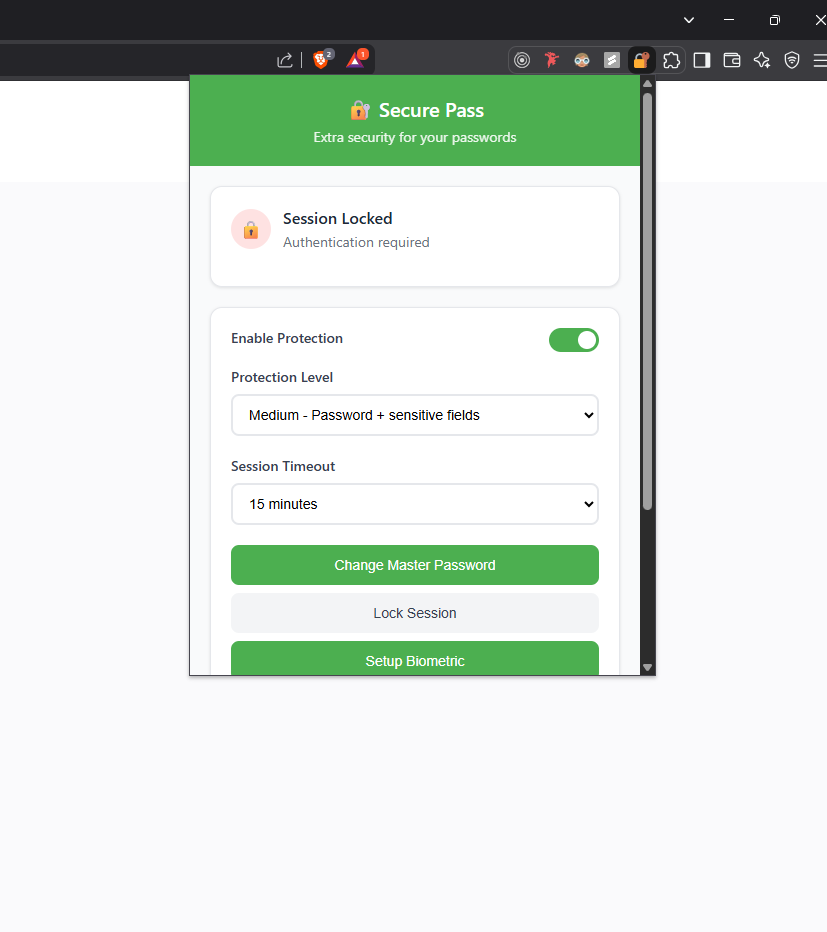 2
1
Secure Pass
Extra security for your passwords
Session Locked
Authentication required
Enable Protection
Protection Level
Medium - Password + sensitive fields
Session Timeout
15 minutes
Change Master Password
Lock Session
Setup Biometric